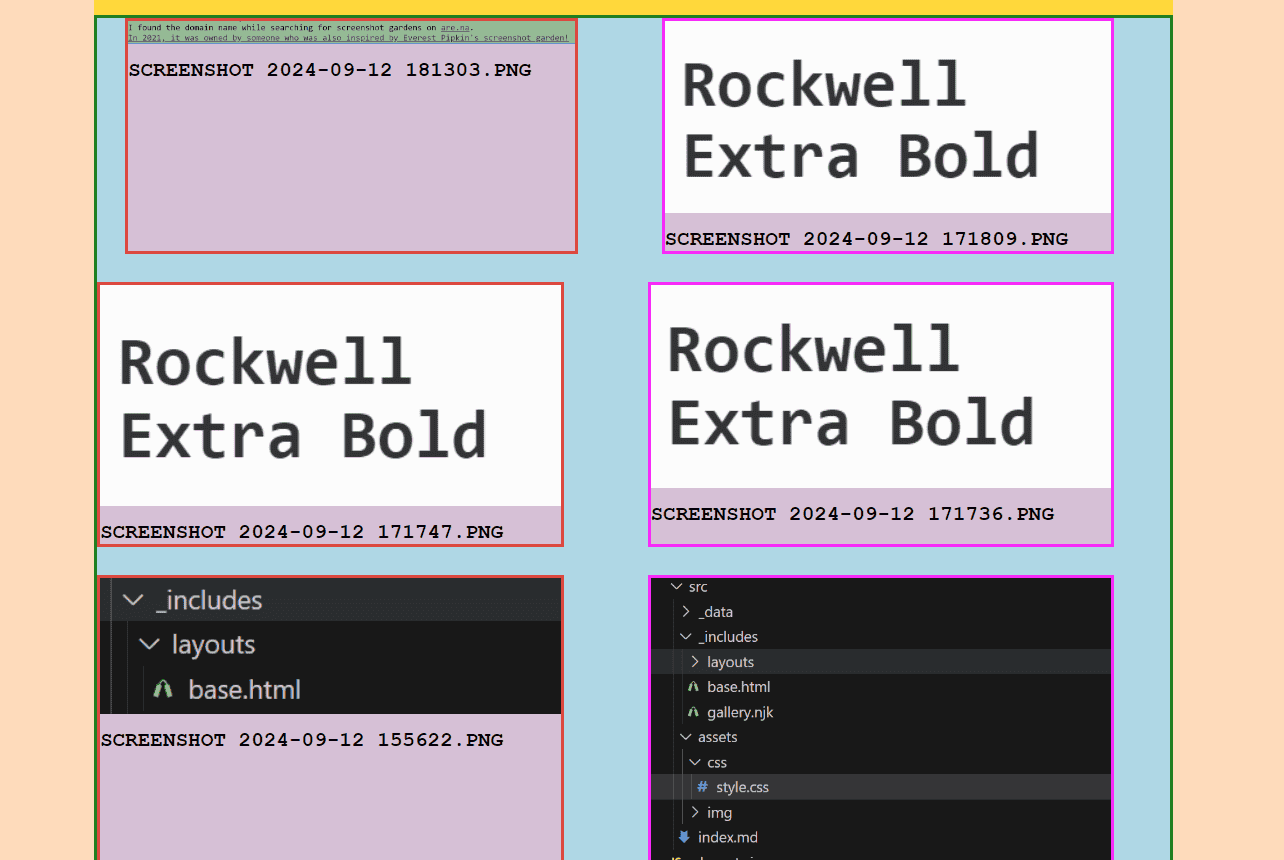 I found the domain name while searching for screenshot gardens on are.na.
In 2021, it was owned by someone who was also inspired by Everest Pipkin's screenshot garden!
SCREENSHOT 2024-09-12 181303.PNG
Rockwell
Extra Bold
SCREENSHOT 2024-09-12 171809.PNG
Rockwell
Extra Bold
SCREENSHOT 2024-09-12 171747.PNG
Rockwell
Extra Bold
SCREENSHOT 2024-09-12 171736.PNG
_includes
layouts
base.html
SCREENSHOT 2024-09-12 155622.PNG
src
_data
_includes
layouts
base.html
gallery.njk
assets
css
# style.css
img
index.md